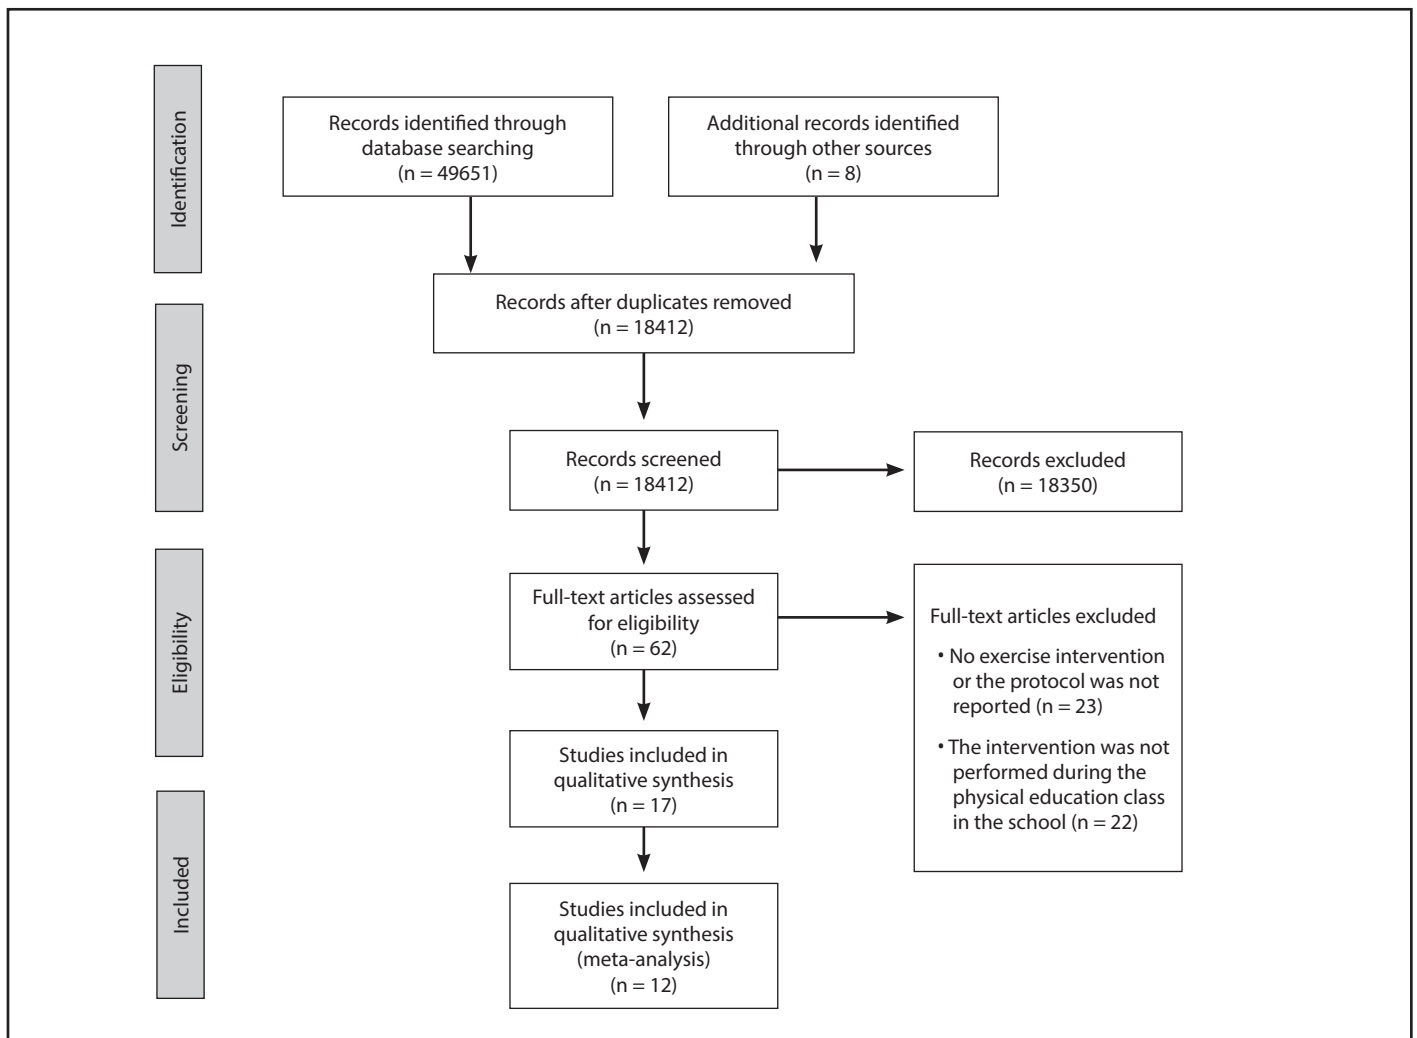 Identification
Records identified through
database searching
(n = 49651)
Additional records identified
through other sources
(n = 8)
Records after duplicates removed
(n = 18412)
Screening
Records screened
(n = 18412)
Records excluded
(n = 18350)
Eligibility
Full-text articles assessed
for eligibility
(n = 62)
Full-text articles excluded
• No exercise intervention
or the protocol was not
reported (n = 23)
• The intervention was not
performed during the
physical education class
in the school (n = 22)
Studies included in
qualitative synthesis
(n = 17)
Included
Studies included in
qualitative synthesis
(meta-analysis)
(n = 12)